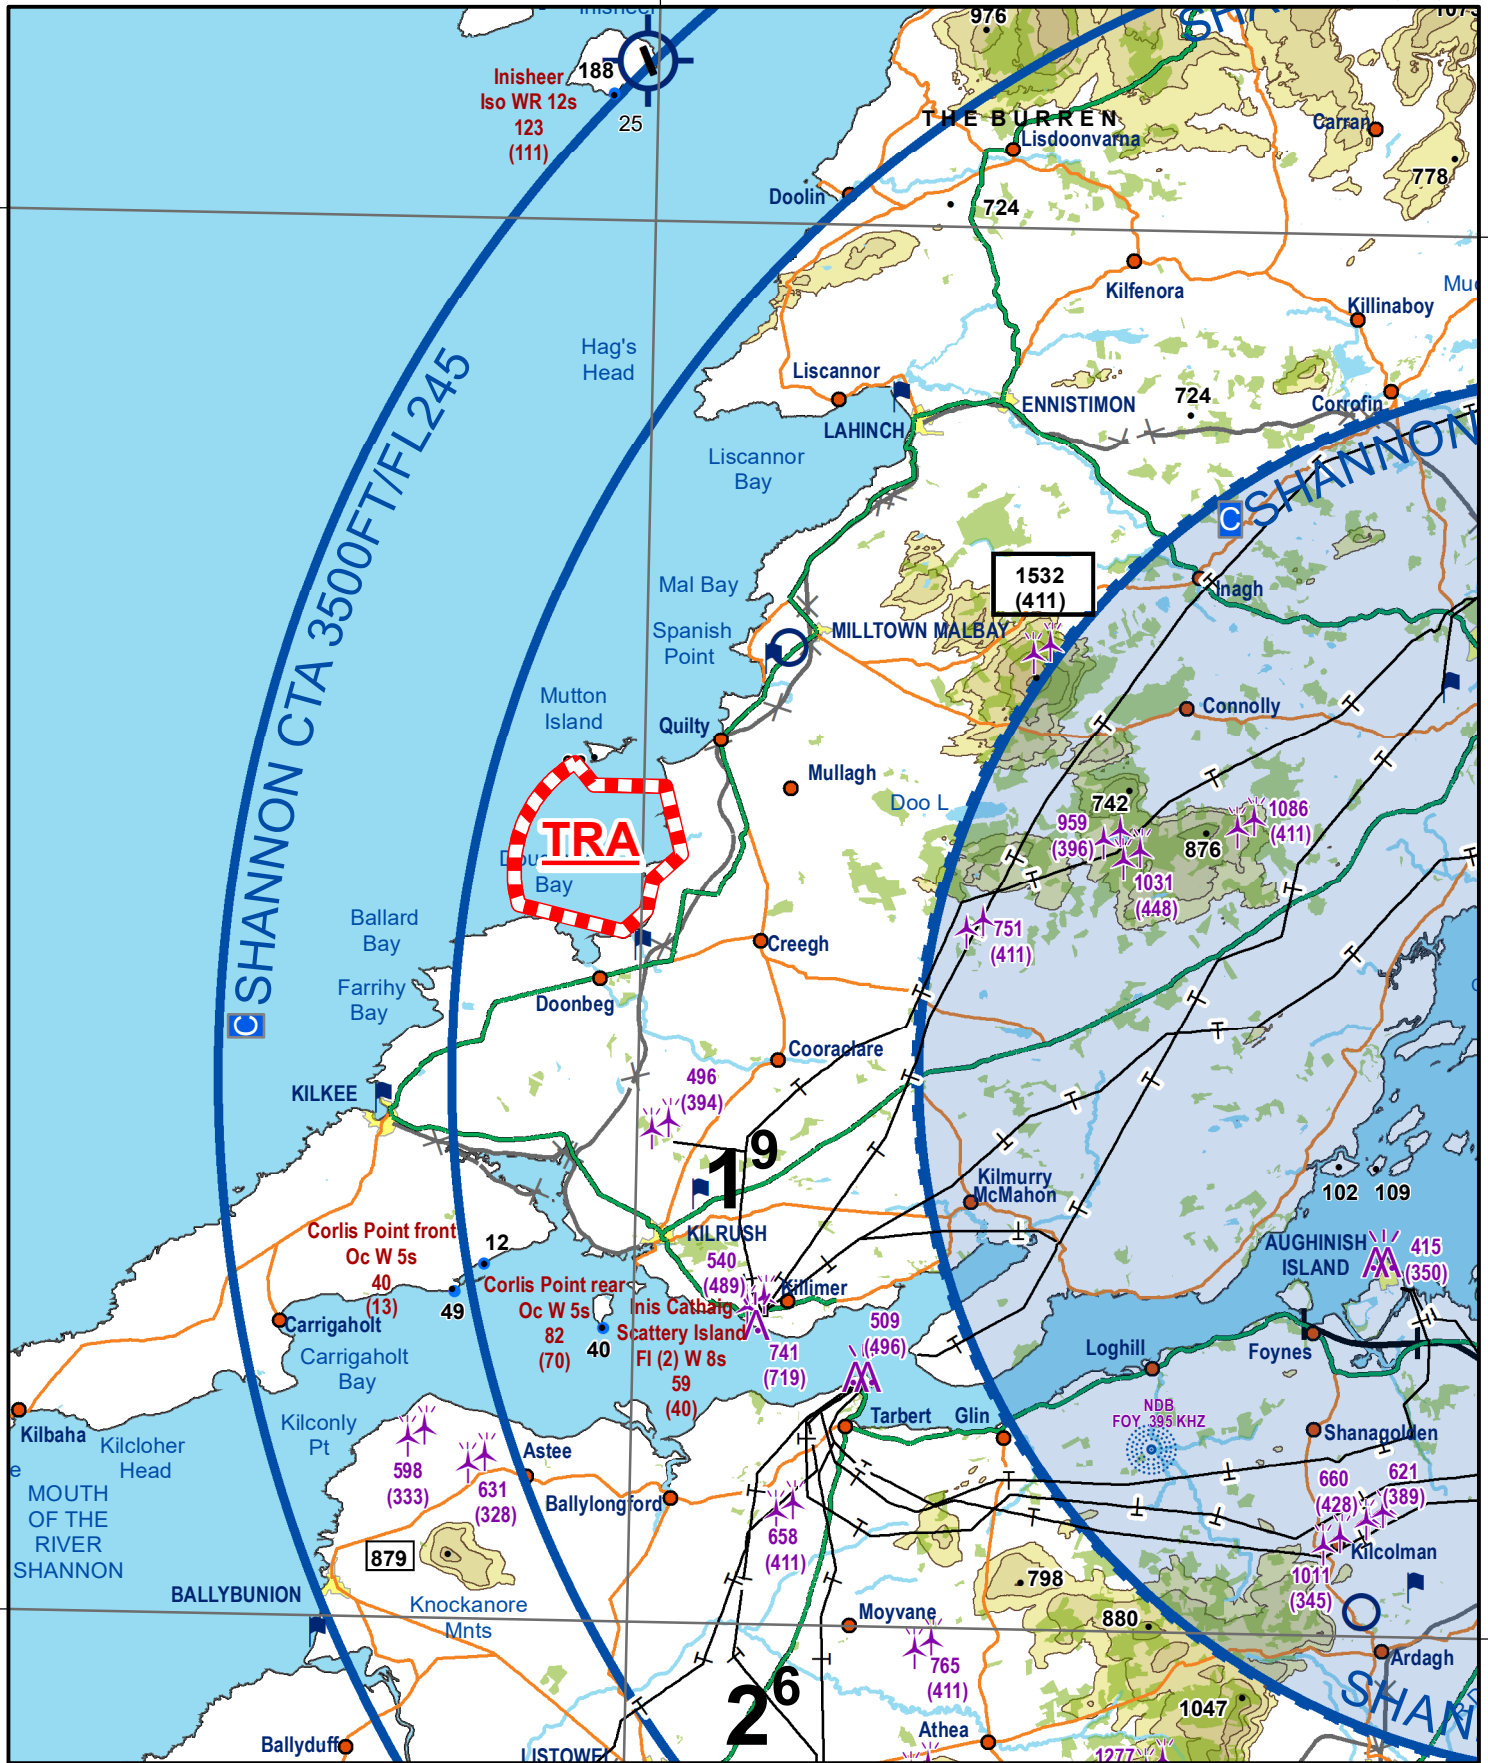 Inisheer
976
1073
188
Inisheer
Iso WR 12s
123
(111)
25
THE BURREN
Lisdoonvarna
Carran
778
Doolin
724
Kilfenora
Killinaboy
Hag's
Head
Liscannor
ENNISTIMON
724
Corrofin
LAHINCH
SHANNON
C
Liscannor
Bay
SHANNON CTA 3500FT/FL245
C
1532
(411)
Inagh
Mal Bay
Spanish
Point
MILLTOWN MALBAY
Mutton
Island
Quilty
Connolly
Mullagh
Doo L
742
959
(396)
876
1086
(411)
1031
(448)
TRA
Bay
751
(411)
Ballard
Bay
Creegh
Farrihy
Bay
Doonbeg
Cooraclare
KILKEE
496
(394)
19
Kilmurry
McMahon
102
109
KILRUSH
Corlis Point front
Oc W 5s
40
(13)
12
49
AUGHINISH
ISLAND
415
(350)
540
(489)
Killimer
Corlis Point rear
Oc W 5s
82
(70)
40
Inis Cathaig
Scattery Island
Fl (2) W 8s
59
(40)
741
(719)
509
(496)
Carrigaholt
Carrigaholt
Bay
Loghill
Foynes
Kilbaha
Kilcloher
Head
Kilconly
Pt
Tarbert
Glin
NDB
FOY 395 KHZ
Shanagolden
598
(333)
Astee
631
(328)
Ballylongford
660
(428)
621
(389)
MOUTH
OF THE
RIVER
SHANNON
658
(411)
Kilcolman
1011
(345)
879
BALLYBUNION
Knockanore
Mnts
798
880
Moyvane
765
(411)
Ardagh
26
1047
SHAN
Ballyduff
LISTOWEL
Athea
1277